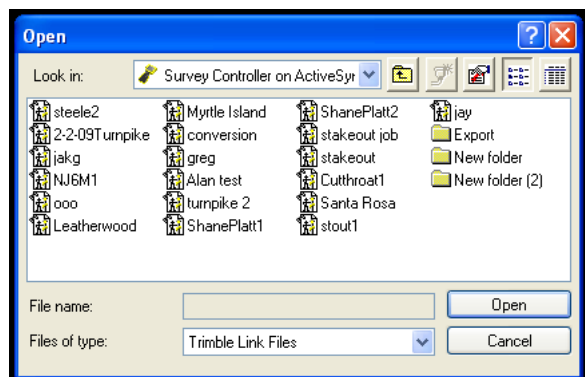 Open
Look in: Survey Controller on ActiveSyr
steele2 Myrtle Island ShanePlatt2 jay
2-2-09Turnpike conversion stakeout job Export
jakg greg stakeout New folder
NJ6M1 Alan test Cutthroat1 New folder (2)
ooo turnpike 2 Santa Rosa
Leatherwood ShanePlatt1 stout1
File name: Open
Files of type: Trimble Link Files Cancel